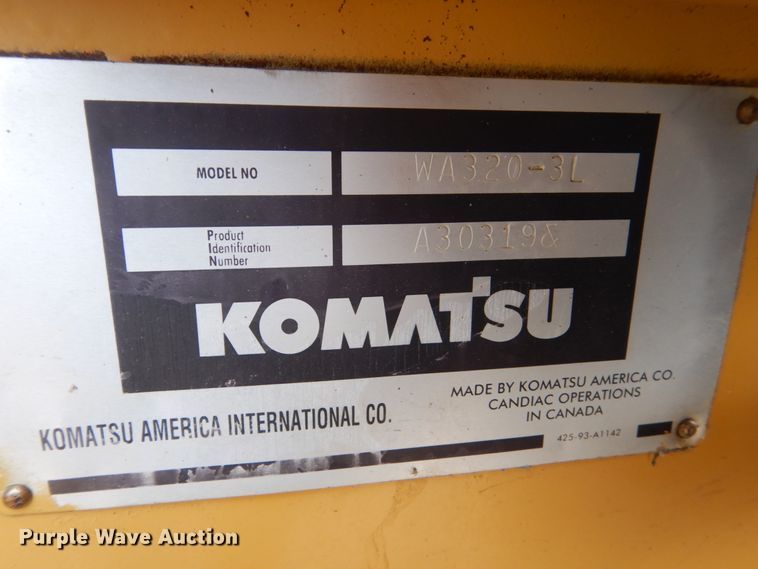 MODEL NO
WA320-3L
Product
Identification
Number
A30319&
KOMATSU
KOMATSU AMERICA INTERNATIONAL CO.
MADE BY KOMATSU AMERICA CO.
CANDIAC OPERATIONS
IN CANADA
425-93-A1142
Purple Wave Auction